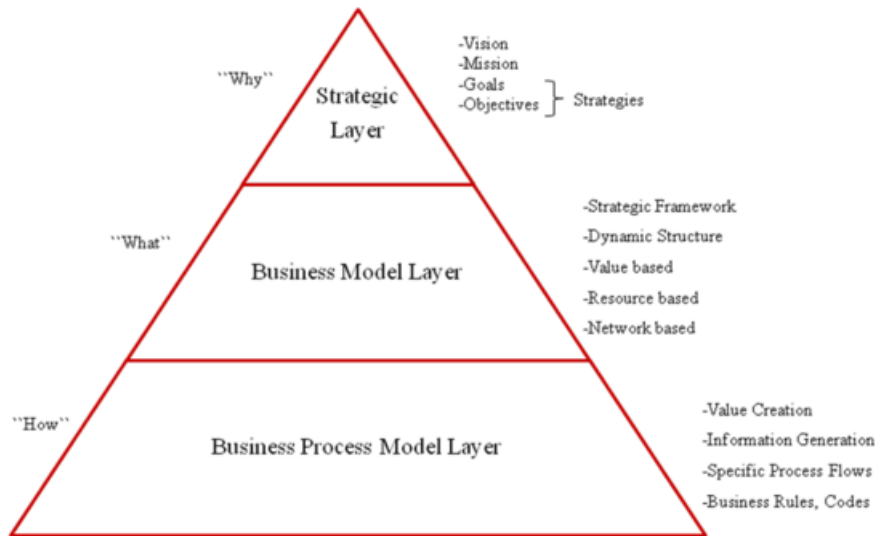 -Vision
-Mission
``Why``
-Goals
Strategic
-Objectives
Strategies
Layer
-Strategic Framework
``What``
-Dynamic Structure
Business Model Layer
-Value based
-Resource based
-Network based
``How``
-Value Creation
Business Process Model Layer
-Information Generation
-Specific Process Flows
-Business Rules, Codes